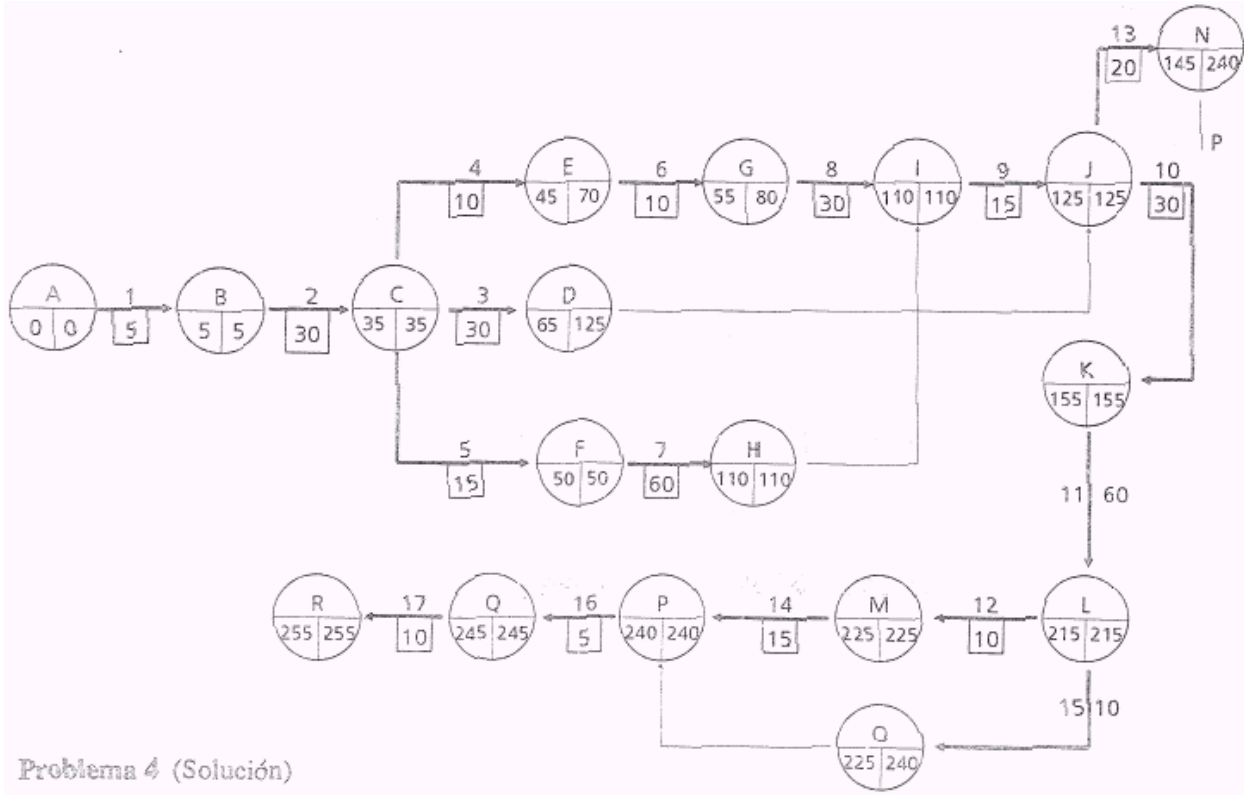 13
N
20
145 240
P
4
E
6
G
8
I
9
J
10
10
45 70
10
55 80
30
110 110
15
125 125
30
A
1
B
2
C
3
D
0 0
5
5 5
30
35 35
30
65 125
K
155 155
5
F
7
H
15
50 50
60
110 110
11 60
R
17
Q
16
P
14
M
12
L
255 255
10
245 245
5
240 240
15
225 225
10
215 215
15 10
O
225 240
Problema 4 (Solución)